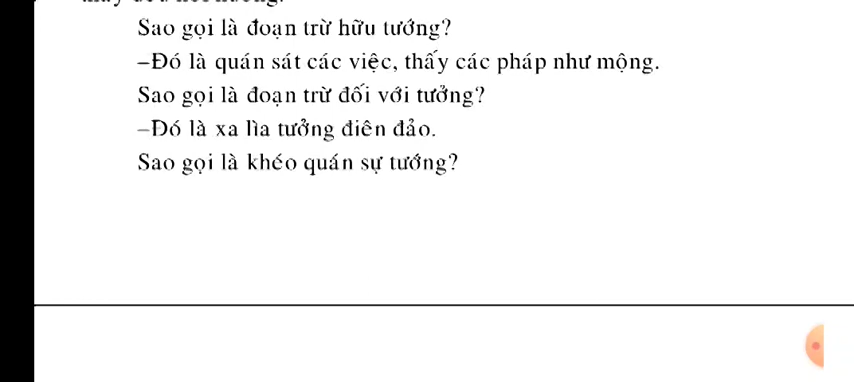 Sao gọi là đoạn trừ hữu tướng?
–Đó là quán sát các việc, thấy các pháp như mộng.
Sao gọi là đoạn trừ đối với tưởng?
–Đó là xa lìa tưởng điên đảo.
Sao gọi là khéo quán sự tướng?